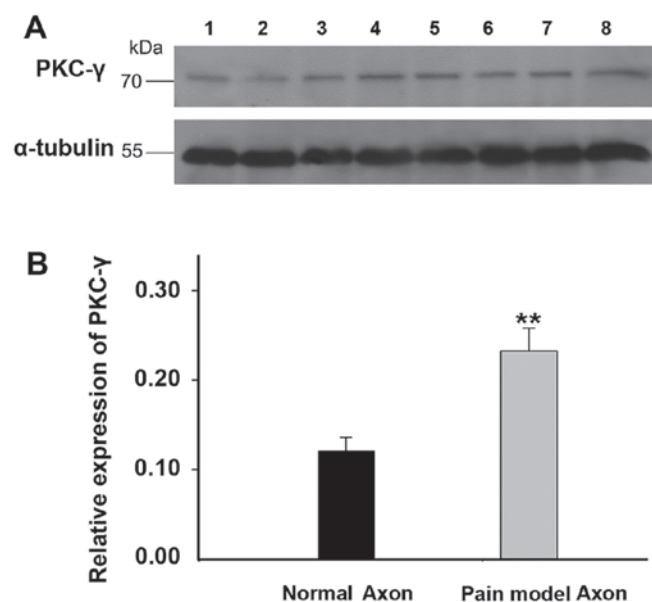 A
1 2 3 4 5 6 7 8
kDa
PKC-γ
70
α-tubulin
55
B
Relative expression of PKC-γ
0.30
0.20
0.10
0.00
**
Normal Axon
Pain model Axon